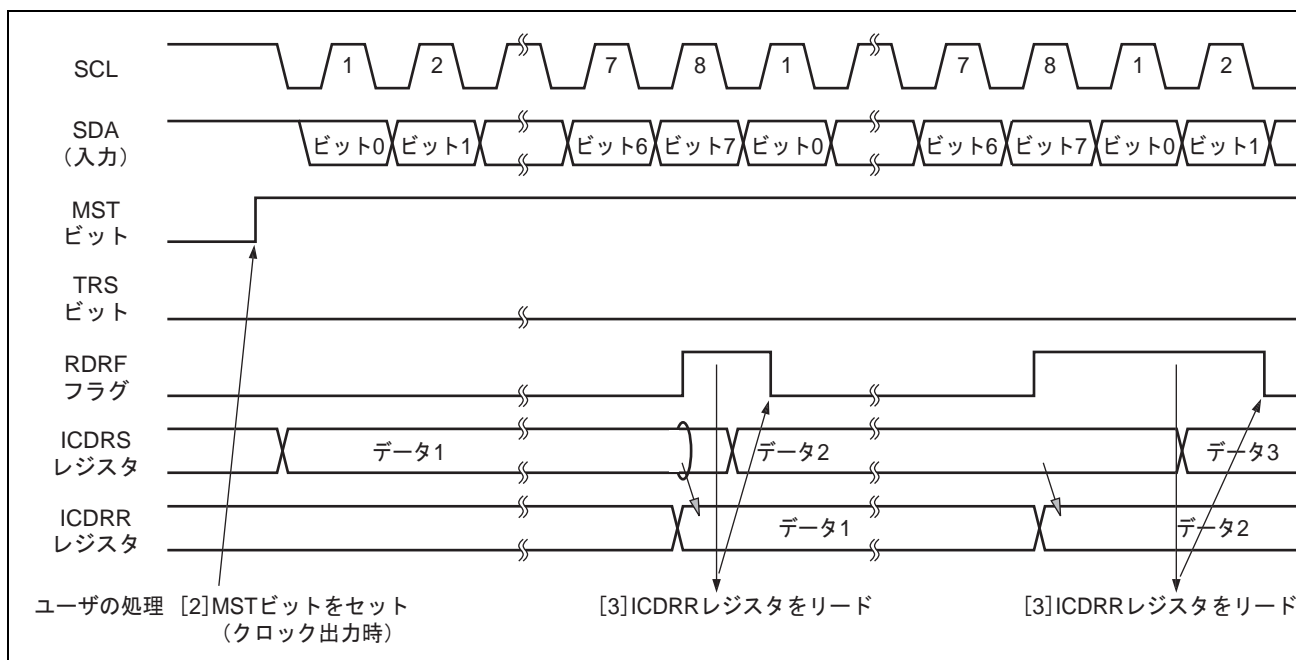 SCL
1 2 7 8 1 7 8 1 2
SDA
（入力）
ビット0 ビット1 ビット6 ビット7 ビット0 ビット6 ビット7 ビット0 ビット1
MST
ビット
TRS
ビット
RDRF
フラグ
ICDRS
レジスタ
データ1 データ2 データ3
ICDRR
レジスタ
データ1 データ2
ユーザの処理 [2]MSTビットをセット
（クロック出力時）
[3]ICDRRレジスタをリード
[3]ICDRRレジスタをリード